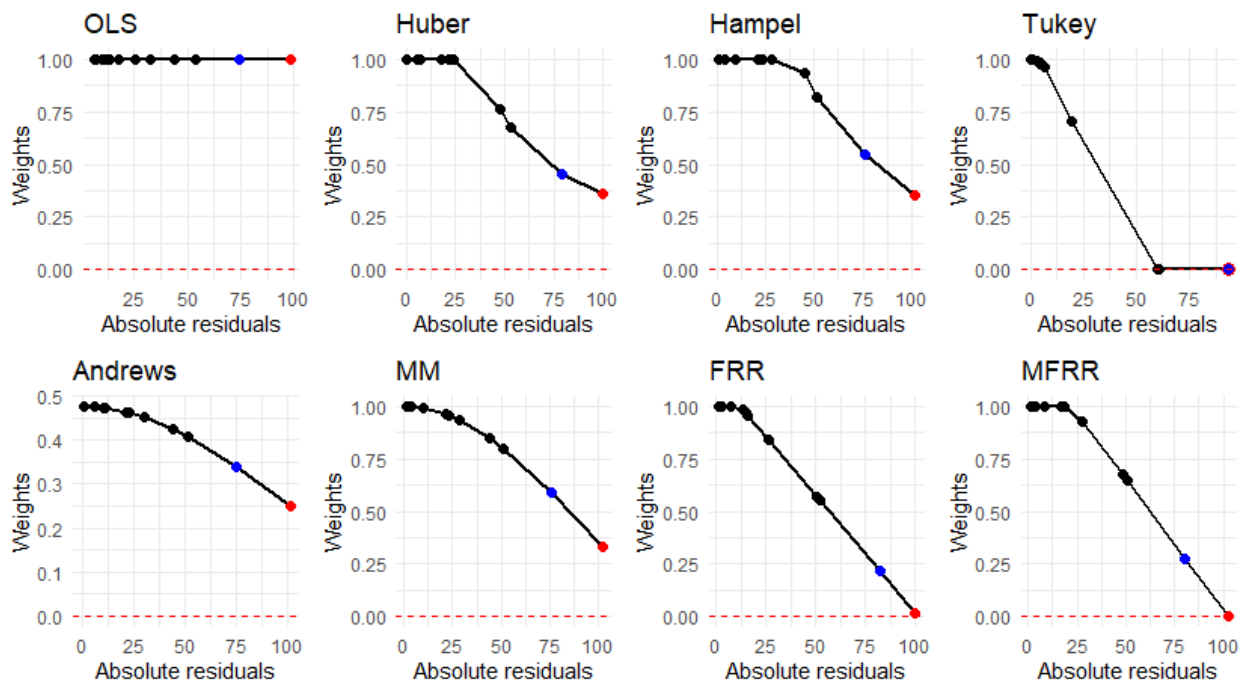 OLS
Weights
1.00
0.75
0.50
0.25
0.00
25 50 75 100
Absolute residuals
Huber
Weights
1.00
0.75
0.50
0.25
0.00
0 25 50 75 100
Absolute residuals
Hampel
Weights
1.00
0.75
0.50
0.25
0.00
0 25 50 75 100
Absolute residuals
Tukey
Weights
1.00
0.75
0.50
0.25
0.00
0 25 50 75
Absolute residuals
Andrews
Weights
0.5
0.4
0.3
0.2
0.1
0.0
0 25 50 75 100
Absolute residuals
MM
Weights
1.00
0.75
0.50
0.25
0.00
0 25 50 75 100
Absolute residuals
FRR
Weights
1.00
0.75
0.50
0.25
0.00
0 25 50 75 100
Absolute residuals
MFRR
Weights
1.00
0.75
0.50
0.25
0.00
0 25 50 75 100
Absolute residuals